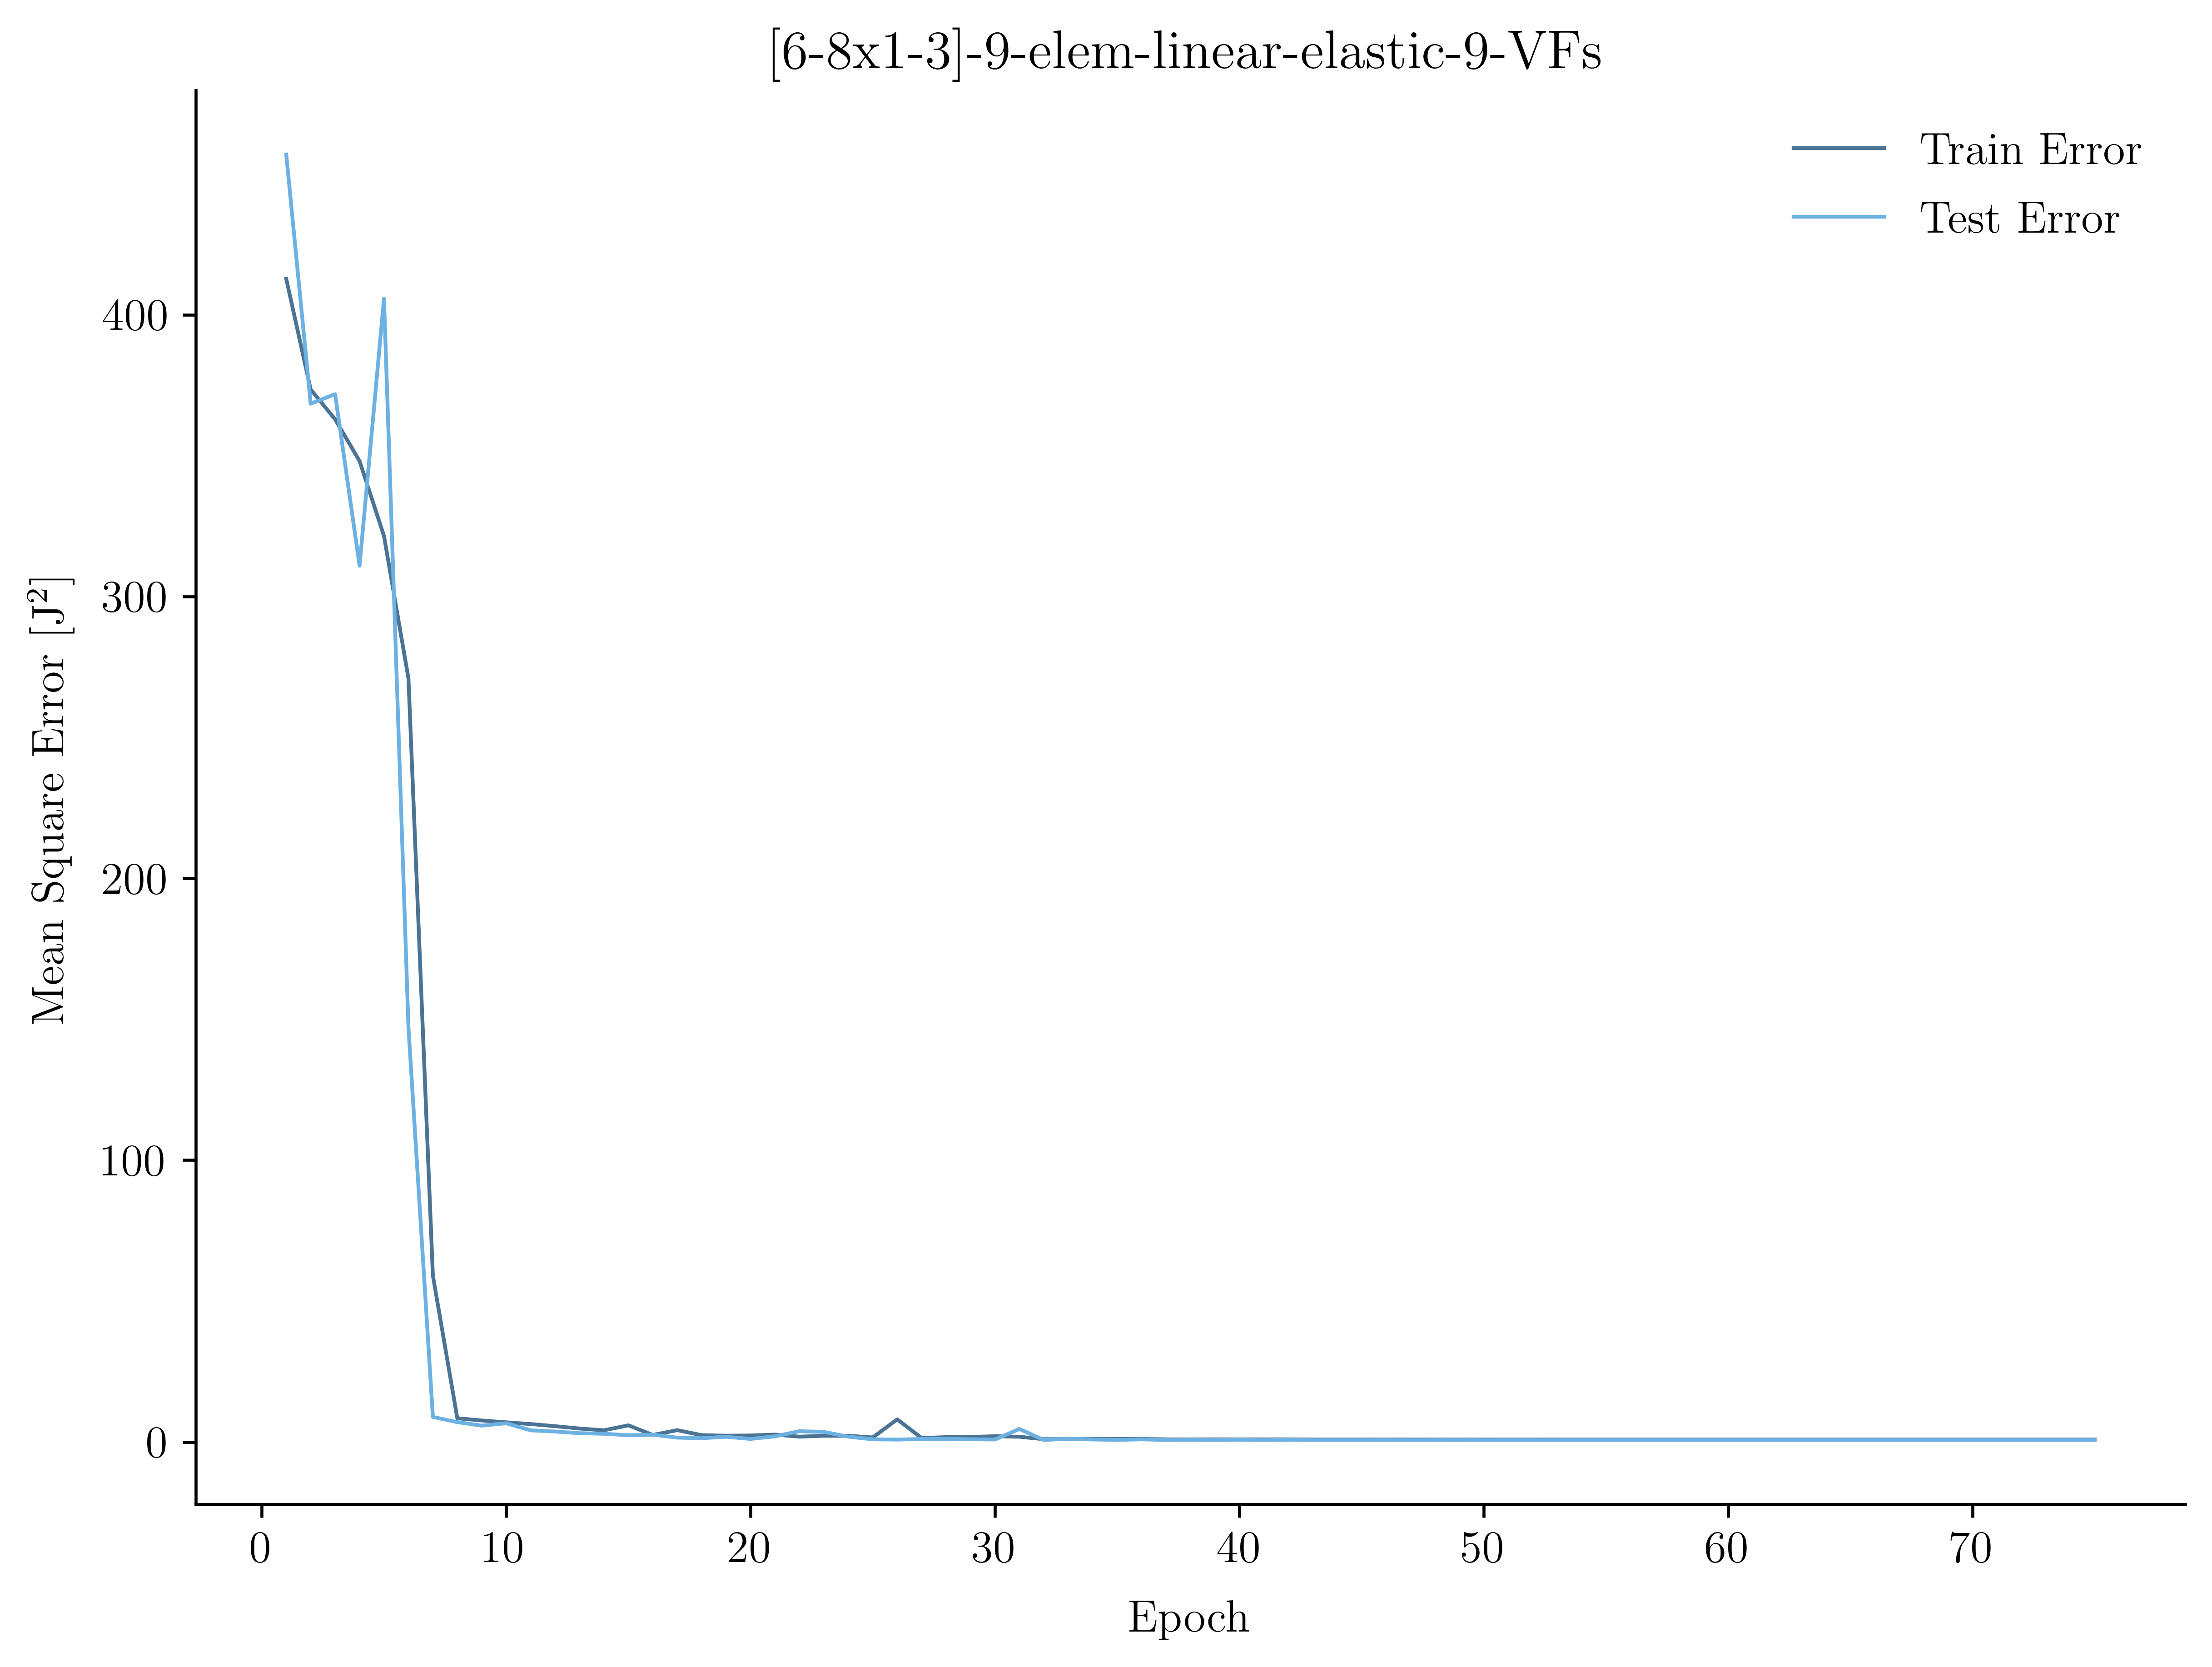 [6-8x1-3]-9-elem-linear-elastic-9-VFs
Train Error
Test Error
Mean Square Error [J²]
400
300
200
100
0
0 10 20 30 40 50 60 70
Epoch